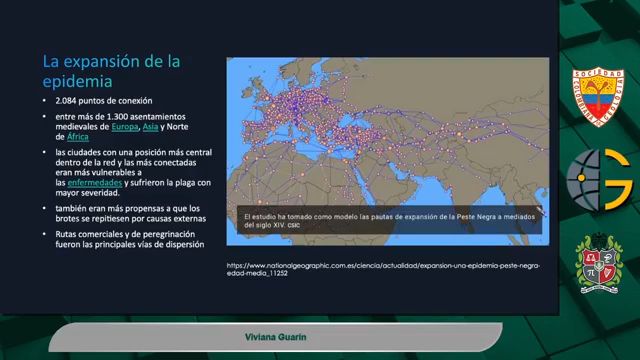 La expansión de la
epidemia
• 2.084 puntos de conexión
• entre más de 1.300 asentamientos
medievales de Europa, Asia y Norte
de África
• las ciudades con una posición más central
dentro de la red y las más conectadas
eran más vulnerables a
las enfermedades y sufrieron la plaga con
mayor severidad.
• también eran más propensas a que los
brotes se repitiesen por causas externas
• Rutas comerciales y de peregrinación
fueron las principales vías de dispersión
El estudio ha tomado como modelo las pautas de expansión de la Peste Negra a mediados
del siglo XIV. CSIC
https://www.nationalgeographic.com.es/ciencia/actualidad/expansion-una-epidemia-peste-negra-
edad-media_11252
SOCIEDAD
COLOMBIANA
Viviana Guarin